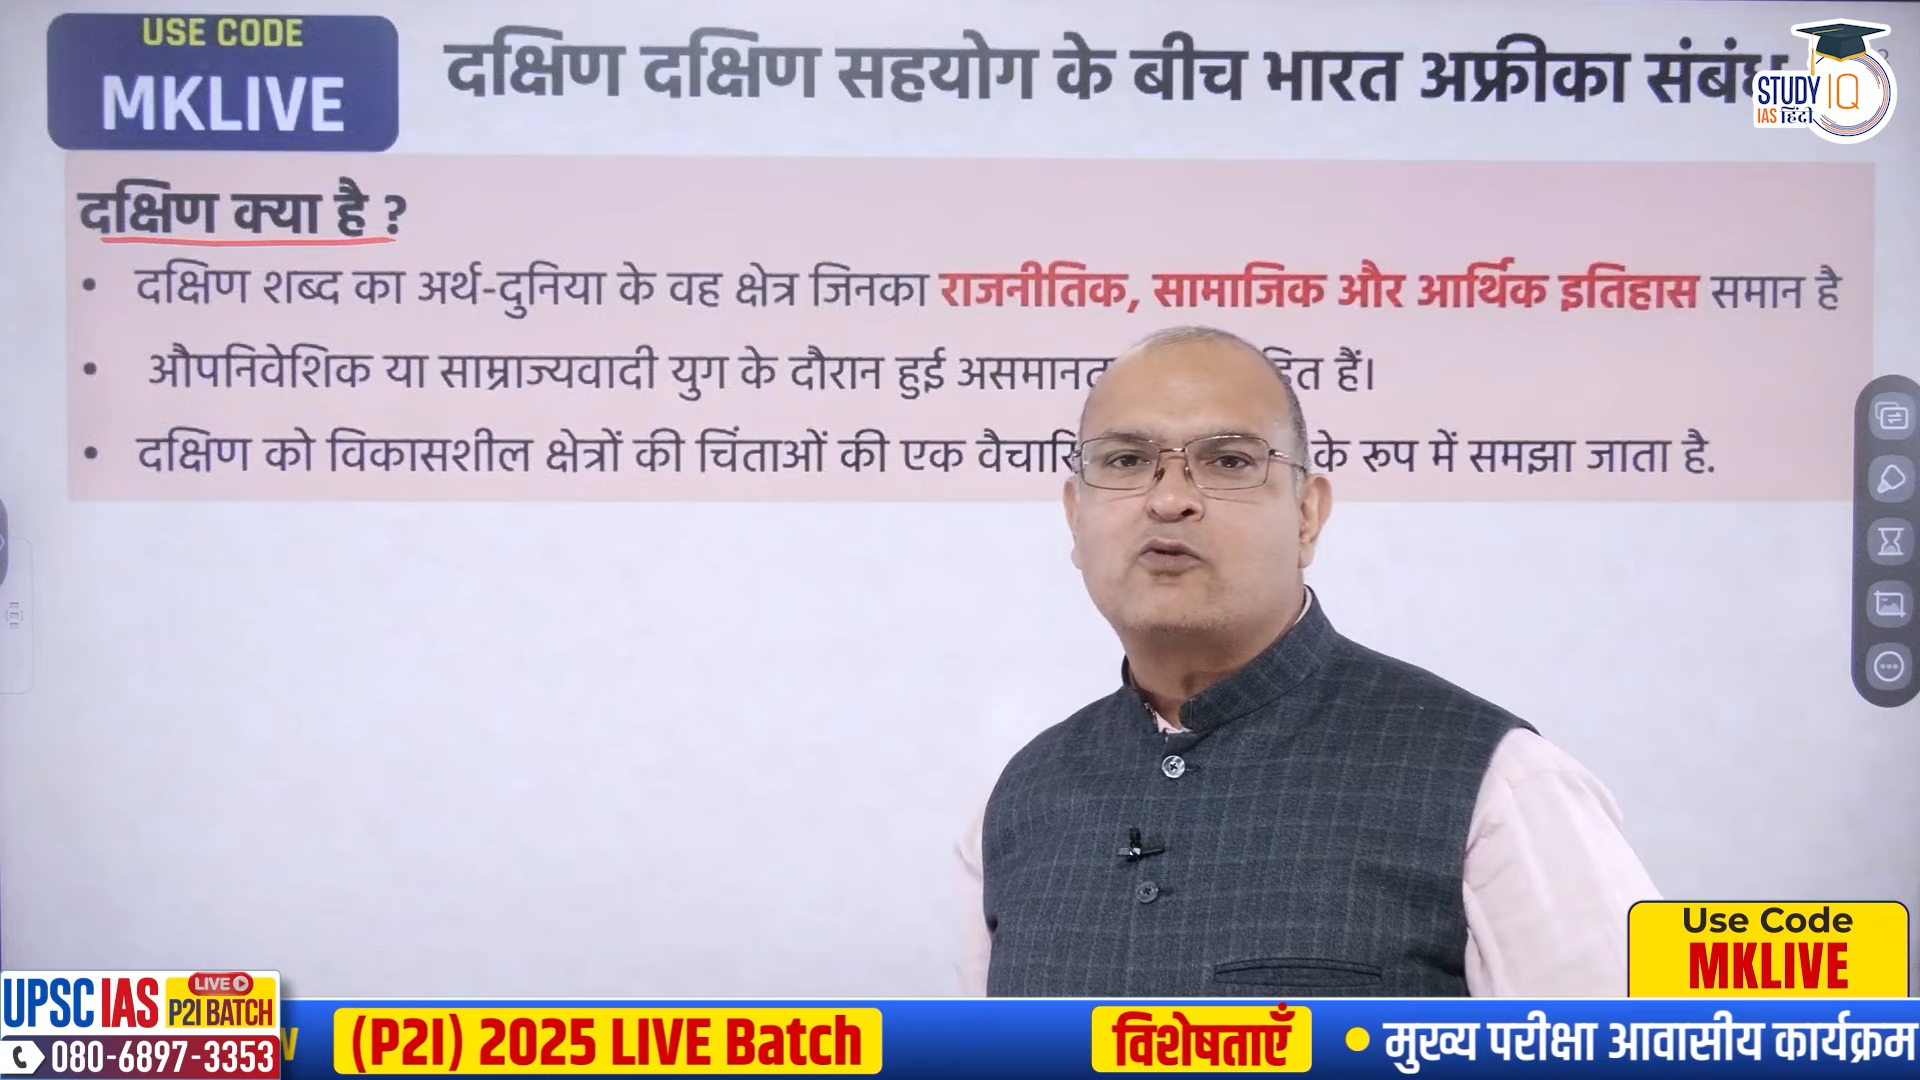 USE CODE
MKLIVE
दक्षिण दक्षिण सहयोग के बीच भारत अफ्रीका
STUDY IQ
IAS हिंदी
दक्षिण क्या है ?
• दक्षिण शब्द का अर्थ-दुनिया के वह क्षेत्र जिनका राजनीतिक, सामाजिक और आर्थिक इतिहास समान है
• औपनिवेशिक या साम्राज्यवादी युग के दौरान हुई हैं।
• दक्षिण को विकासशील क्षेत्रों की चिंताओं की एक के रूप में समझा जाता है.
Use Code
MKLIVE
UPSC IAS
LIVE
P2I BATCH
080-6897-3353
(P2I) 2025 LIVE Batch
विशेषताएँ
• मुख्य परीक्षा आवासीय कार्यक्रम